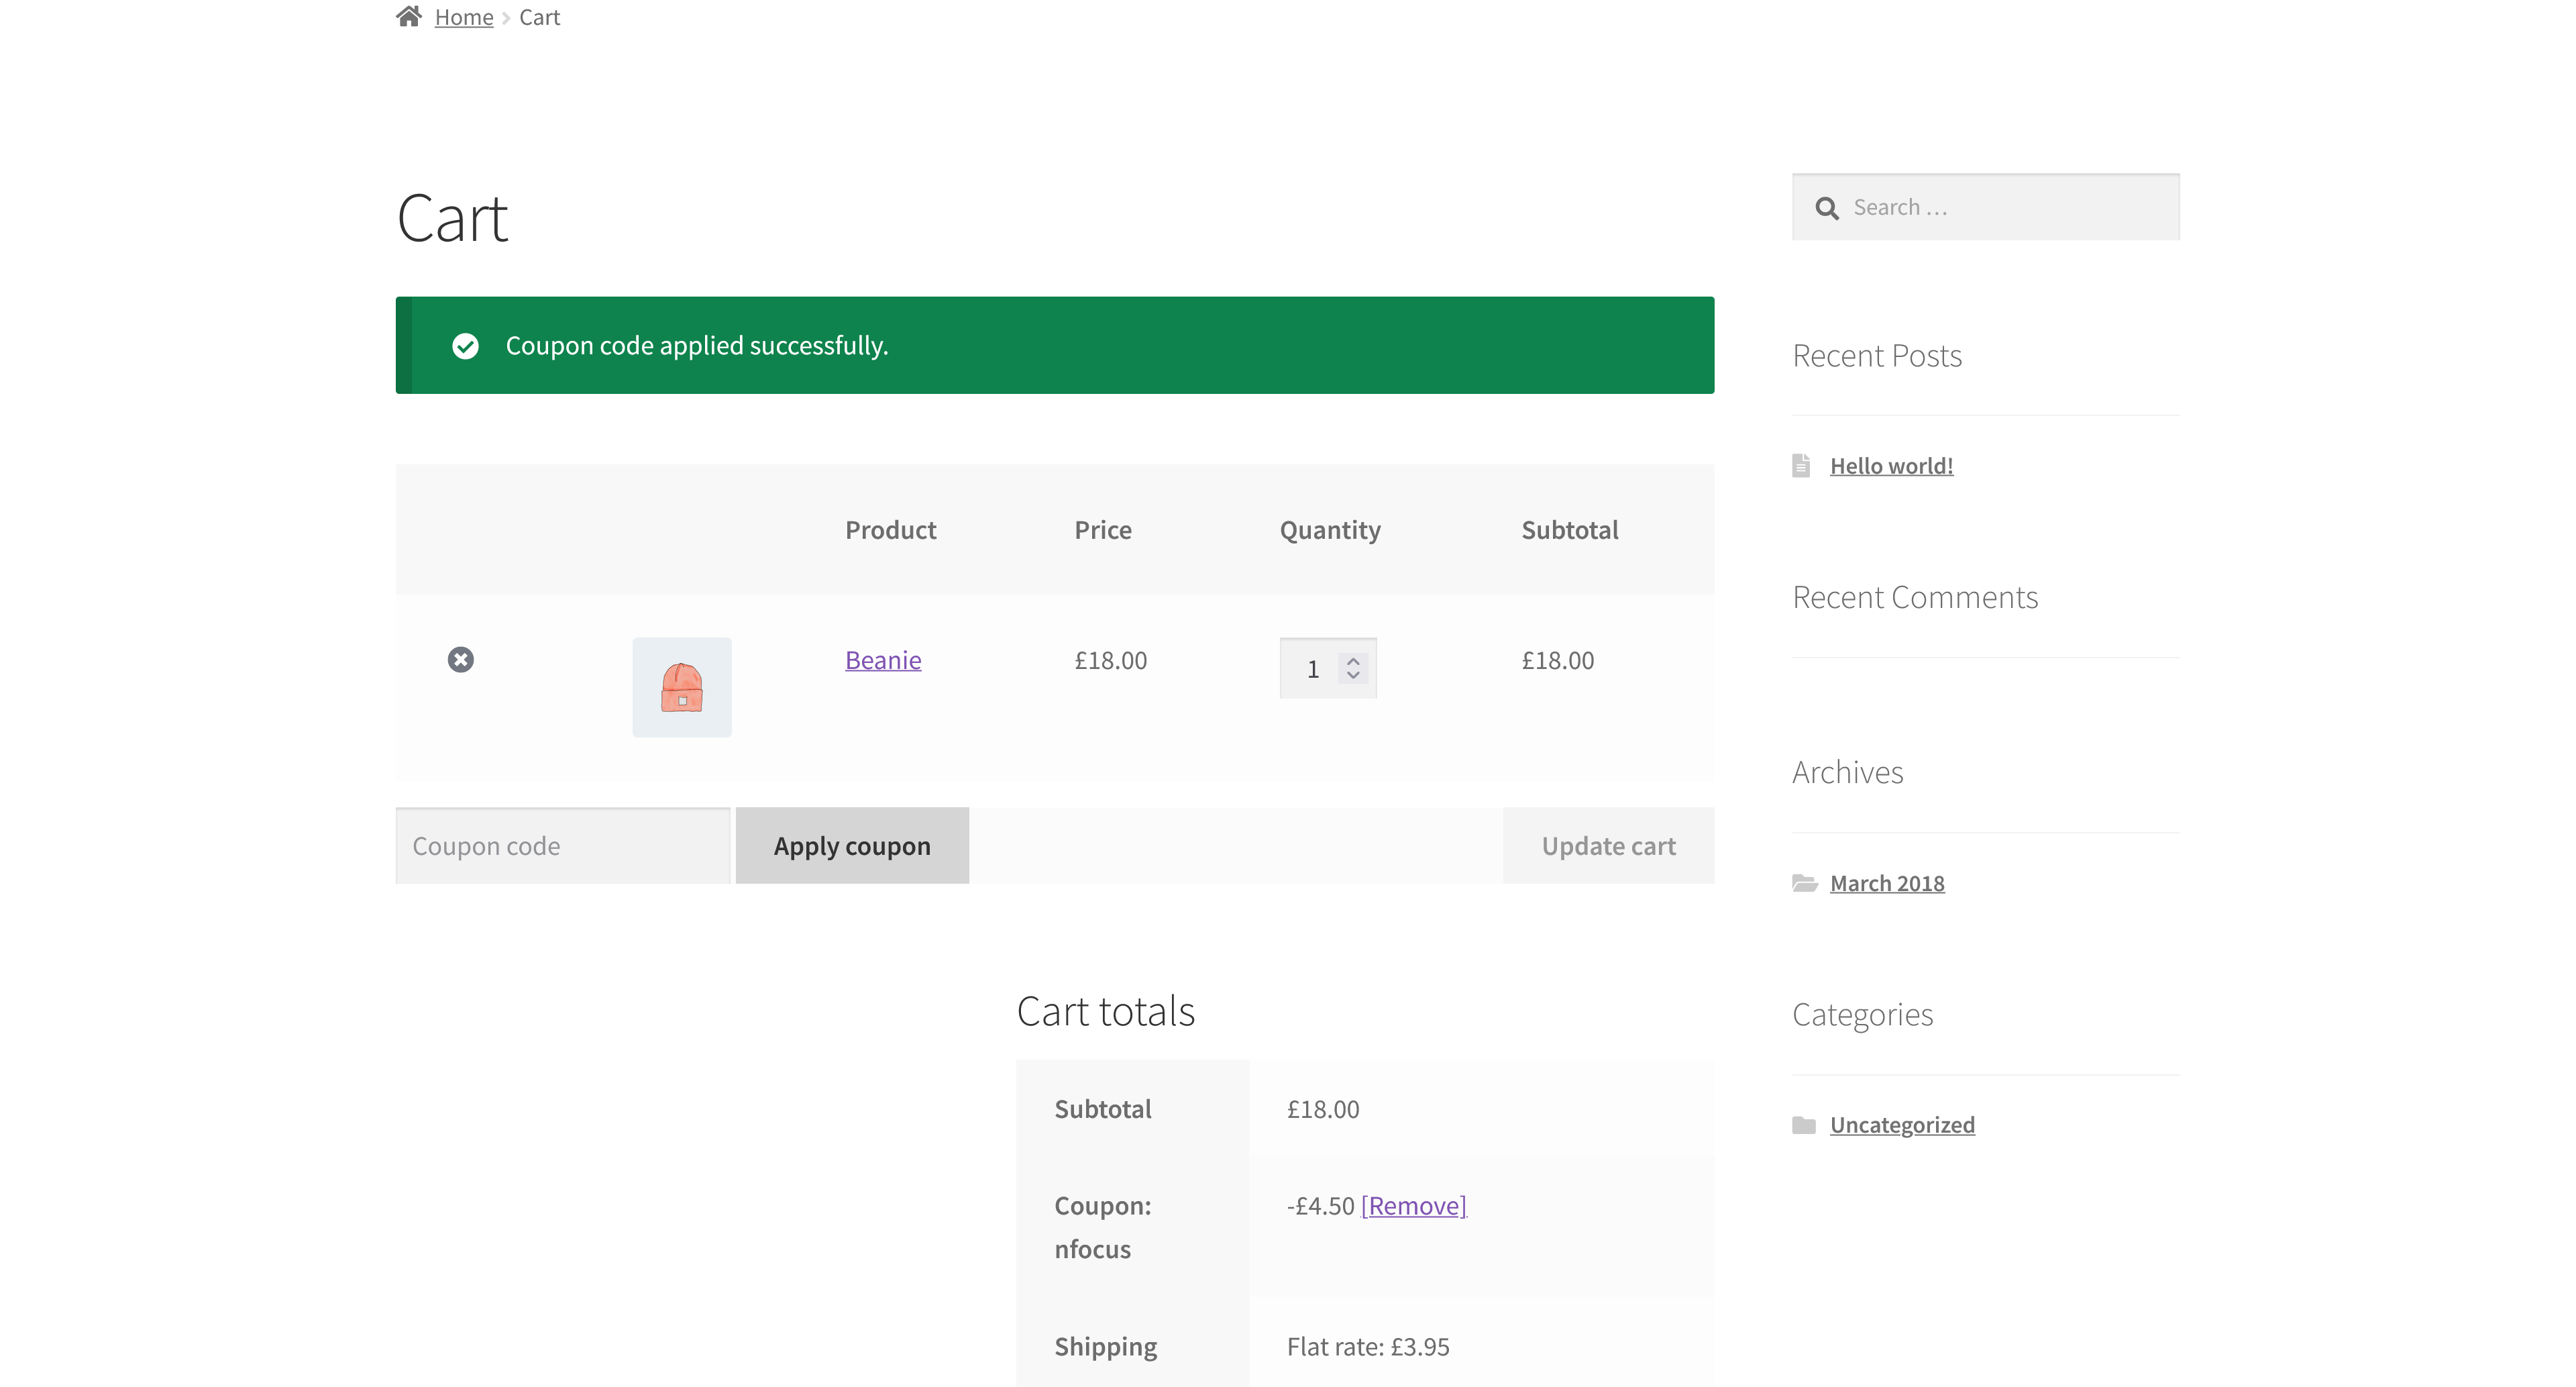 Home > Cart
Cart
Search …
Coupon code applied successfully.
Recent Posts
Hello world!
Product Price Quantity Subtotal
Recent Comments
Beanie £18.00 1 £18.00
Archives
Coupon code Apply coupon Update cart
March 2018
Cart totals
Categories
Subtotal £18.00
Uncategorized
Coupon: -£4.50 [Remove]
nfocus
Shipping Flat rate: £3.95